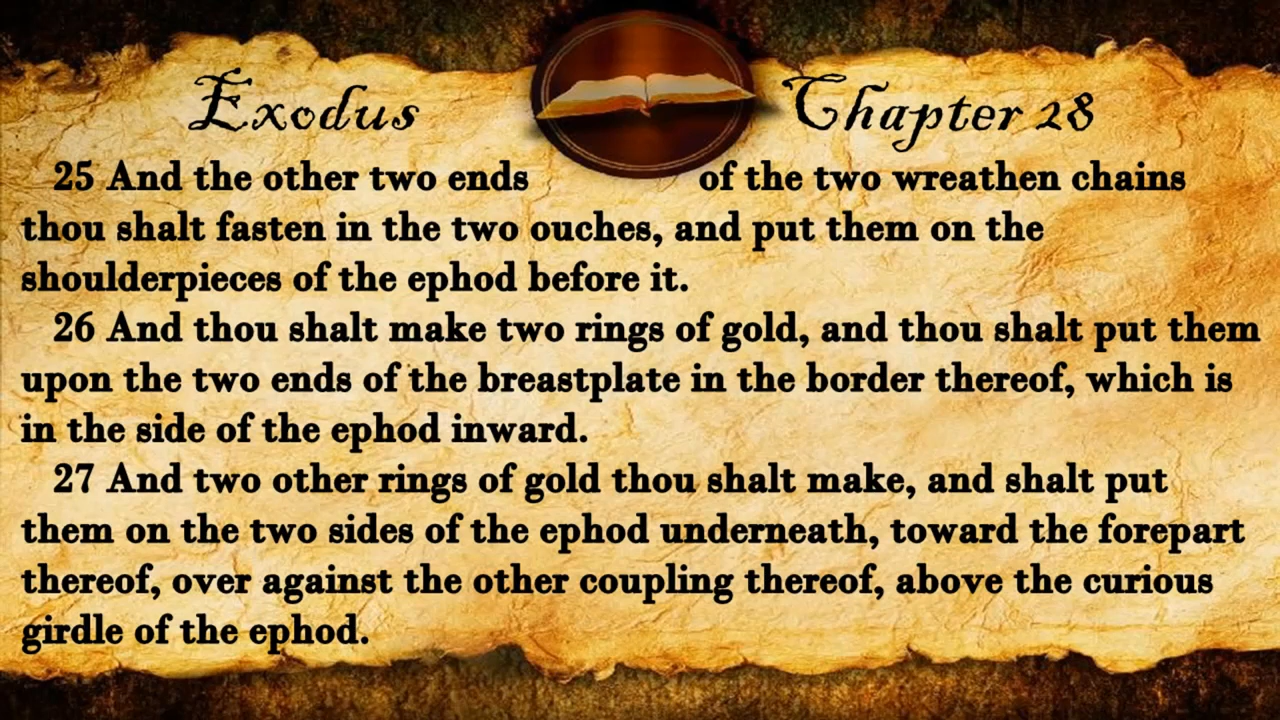 Exodus Chapter 28
25 And the other two ends of the two wreathen chains
thou shalt fasten in the two ouches, and put them on the
shoulderpieces of the ephod before it.
26 And thou shalt make two rings of gold, and thou shalt put them
upon the two ends of the breastplate in the border thereof, which is
in the side of the ephod inward.
27 And two other rings of gold thou shalt make, and shalt put
them on the two sides of the ephod underneath, toward the forepart
thereof, over against the other coupling thereof, above the curious
girdle of the ephod.